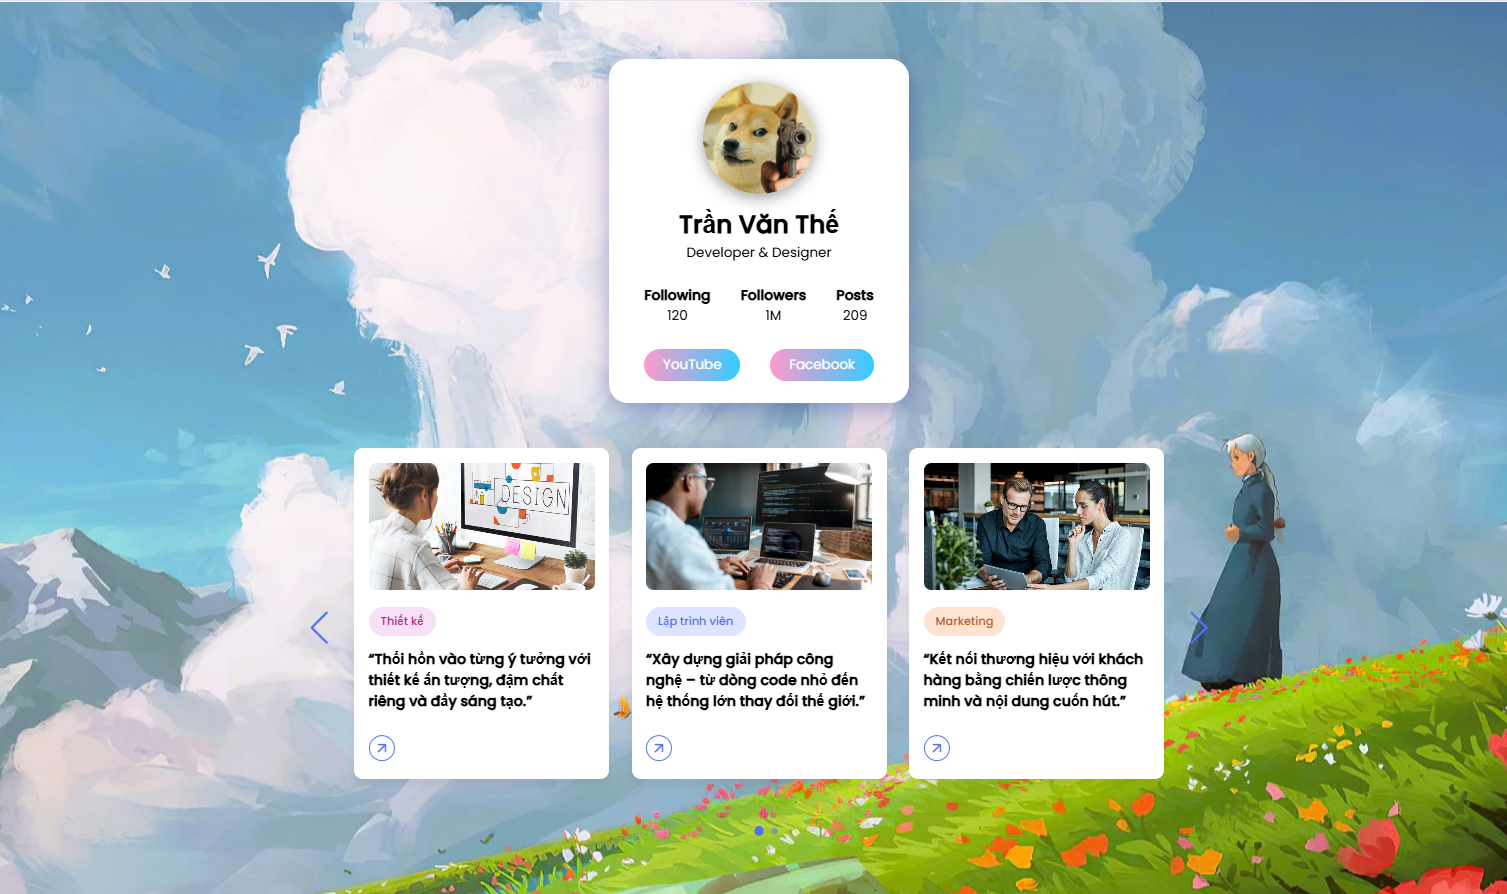 Trần Văn Thế
Developer & Designer
Following Followers Posts
120 1M 209
YouTube Facebook
DESIGN
Thiết kế
“Thổi hồn vào từng ý tưởng với
thiết kế ấn tượng, đậm chất
riêng và đầy sáng tạo.”
Lập trình viên
“Xây dựng giải pháp công
nghệ – từ dòng code nhỏ đến
hệ thống lớn thay đổi thế giới.”
Marketing
“Kết nối thương hiệu với khách
hàng bằng chiến lược thông
minh và nội dung cuốn hút.”